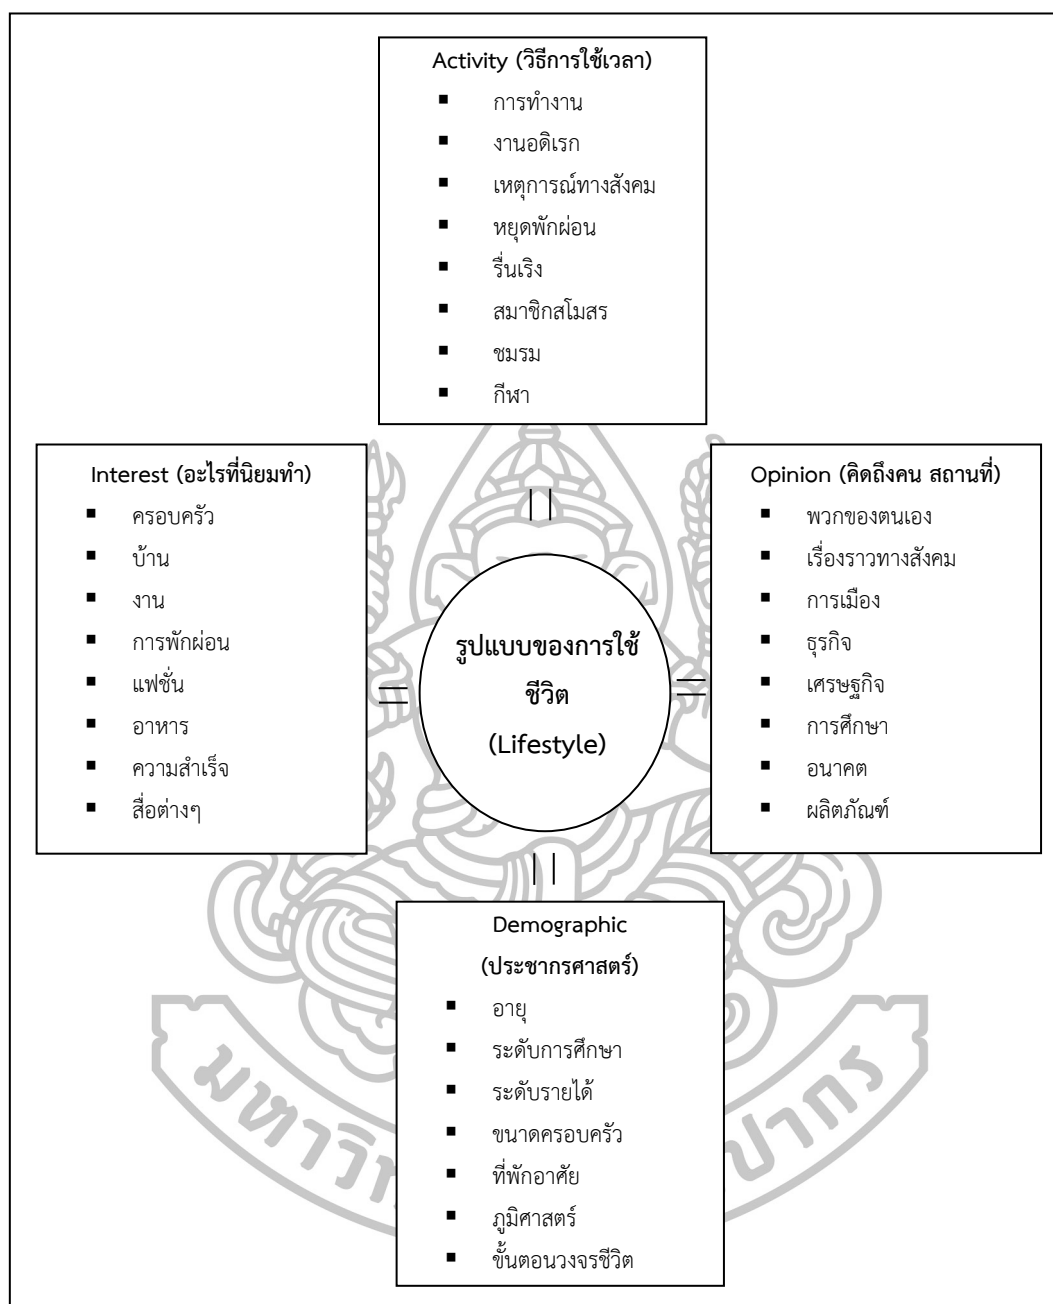 Activity (วิธีการใช้เวลา)
▪ การทำงาน
▪ งานอดิเรก
▪ เหตุการณ์ทางสังคม
▪ หยุดพักผ่อน
▪ รื่นเริง
▪ สมาชิกสโมสร
▪ ชมรม
▪ กีฬา
Interest (อะไรที่นิยมทำ)
▪ ครอบครัว
▪ บ้าน
▪ งาน
▪ การพักผ่อน
▪ แฟชั่น
▪ อาหาร
▪ ความสำเร็จ
▪ สื่อต่างๆ
รูปแบบของการใช้
ชีวิต
(Lifestyle)
Opinion (คิดถึงคน สถานที่)
▪ พวกของตนเอง
▪ เรื่องราวทางสังคม
▪ การเมือง
▪ ธุรกิจ
▪ เศรษฐกิจ
▪ การศึกษา
▪ อนาคต
▪ ผลิตภัณฑ์
Demographic
(ประชากรศาสตร์)
▪ อายุ
▪ ระดับการศึกษา
▪ ระดับรายได้
▪ ขนาดครอบครัว
▪ ที่พักอาศัย
▪ ภูมิศาสตร์
▪ ขั้นตอนวงจรชีวิต